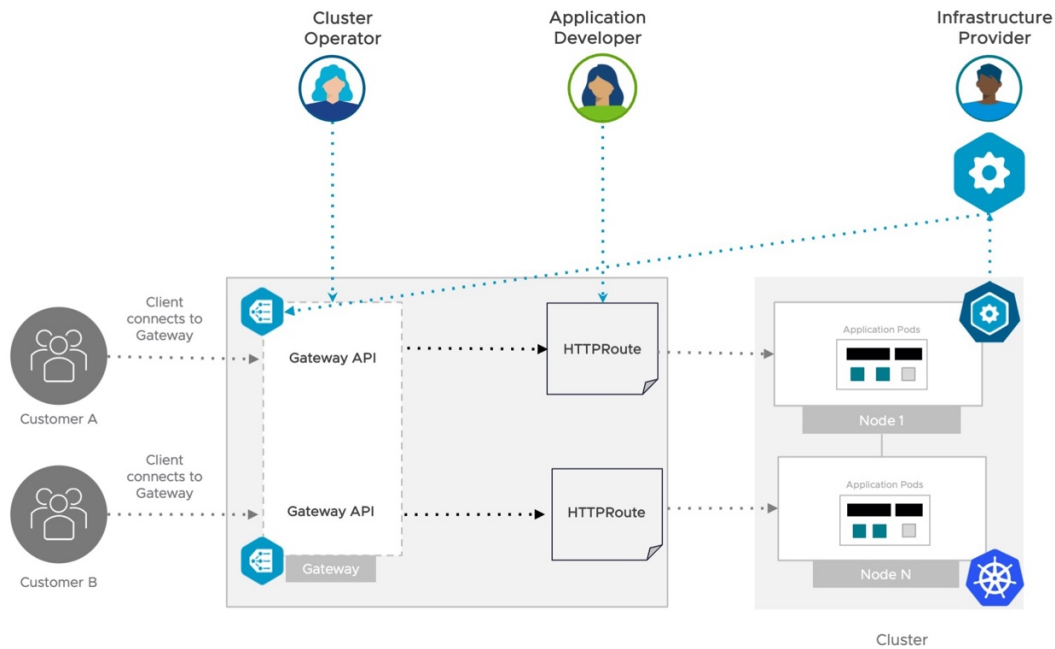 Cluster
Operator
Application
Developer
Infrastructure
Provider
Client
connects to
Gateway
Customer A
Gateway API
HTTPRoute
Application Pods
Node 1
Client
connects to
Gateway
Customer B
Gateway API
Gateway
HTTPRoute
Application Pods
Node N
Cluster